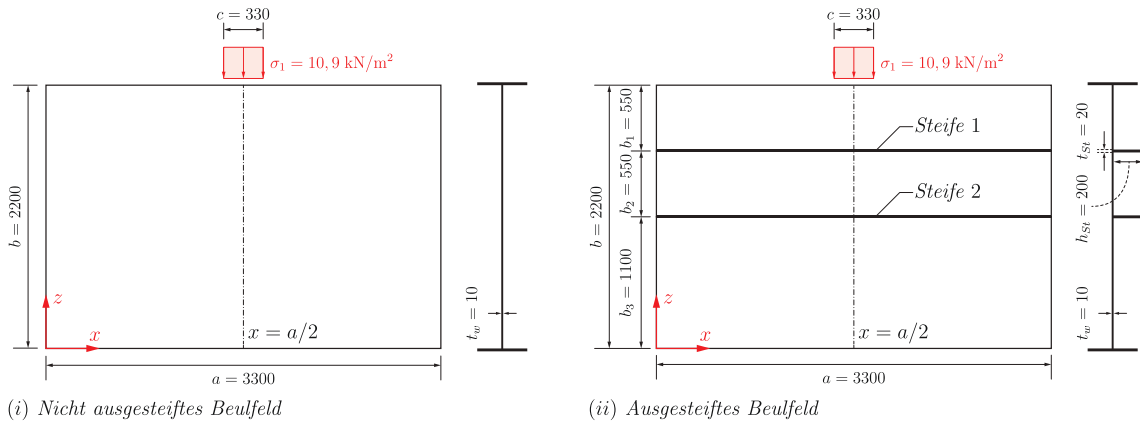 c = 330
σ₁ = 10, 9 kN/m²
b = 2200
z
x
x = a/2
a = 3300
t_w = 10
(i) Nicht ausgesteiftes Beulfeld
c = 330
σ₁ = 10, 9 kN/m²
b = 2200
b₁ = 550
b₂ = 550
b₃ = 1100
Steife 1
Steife 2
z
x
x = a/2
a = 3300
t_St = 20
h_St = 200
t_w = 10
(ii) Ausgesteiftes Beulfeld